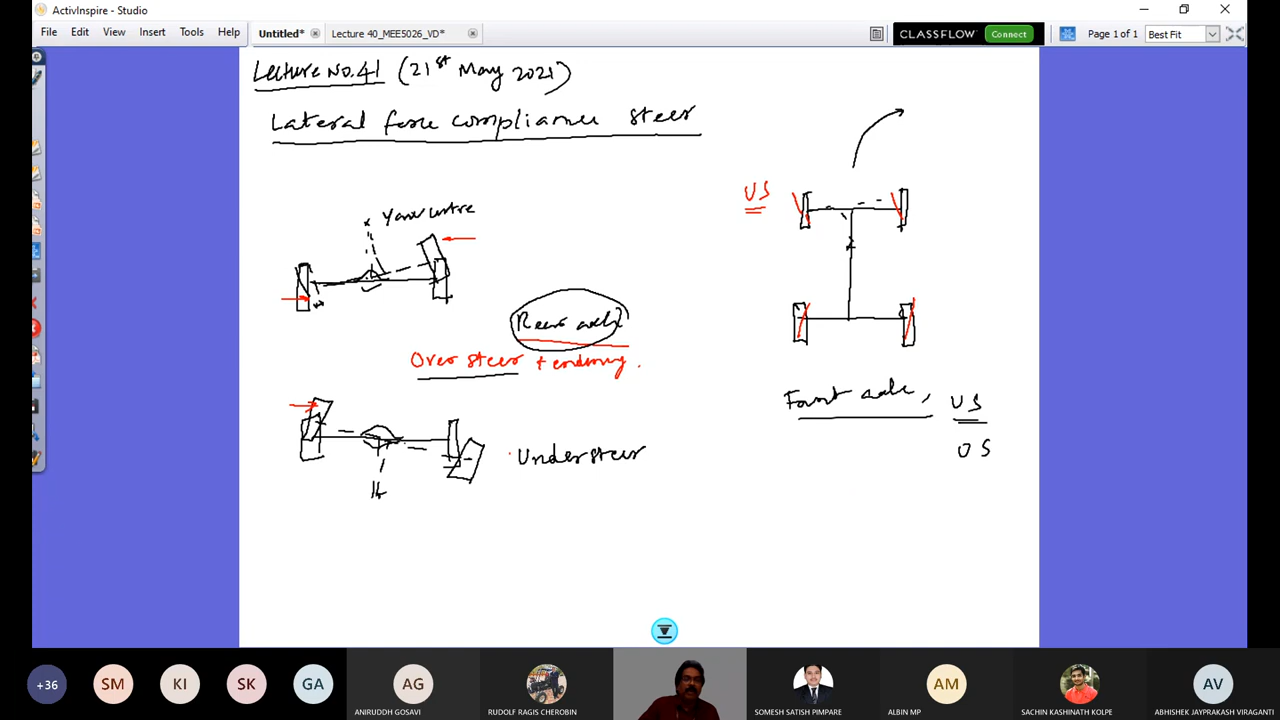 ActivInspire - Studio
File Edit View Insert Tools Help
Untitled* Lecture 40_MEE5026_VD*
CLASSFLOW Connect
Page 1 of 1 Best Fit
Lecture No. 41 (21st May 2021)
Lateral force compliance steer
US
Yaw centre
Rear axle
Over steer tendency.
Front axle, US
OS
Understeer
+36 SM KI SK GA AG AM AV
ANIRUDDH GOSAVI RUDOLF RAGIS CHEROBIN SOMESH SATISH PIMPARE ALBIN MP SACHIN KASHINATH KOLPE ABHISHEK JAYPRAKASH VIRAGANTI